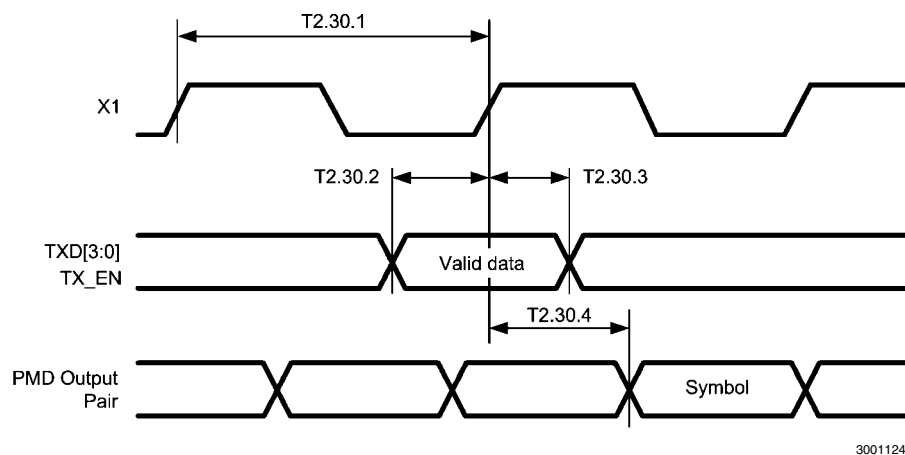 T2.30.1
X1
T2.30.2
T2.30.3
TXD[3:0]
TX_EN
Valid data
T2.30.4
PMD Output
Pair
Symbol
3001124